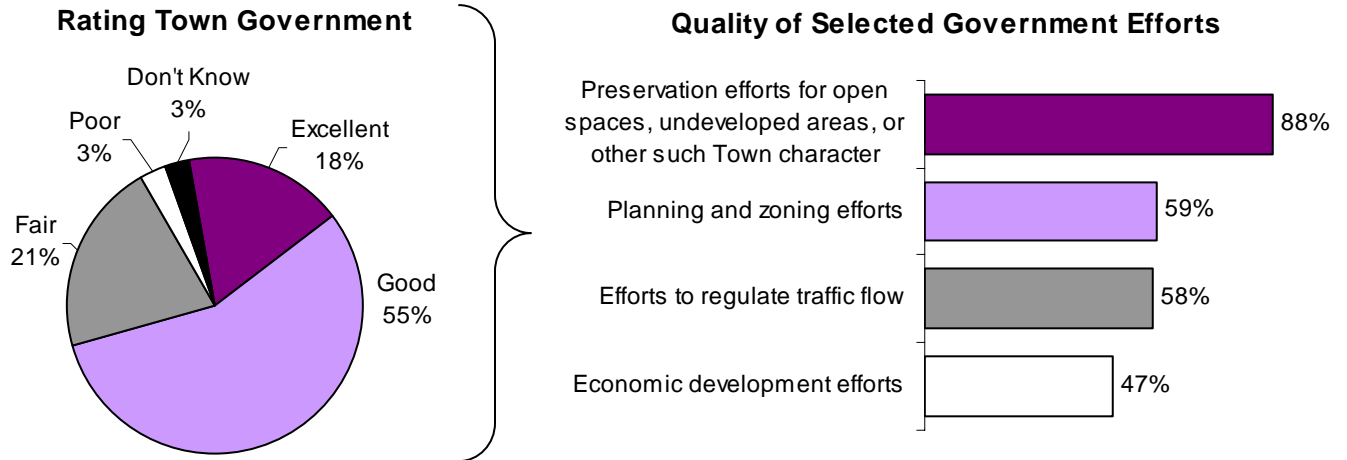 Rating Town Government
Don't Know
3%
Poor
3%
Excellent
18%
Fair
21%
Good
55%
Quality of Selected Government Efforts
Preservation efforts for open
spaces, undeveloped areas, or
other such Town character
88%
Planning and zoning efforts
59%
Efforts to regulate traffic flow
58%
Economic development efforts
47%